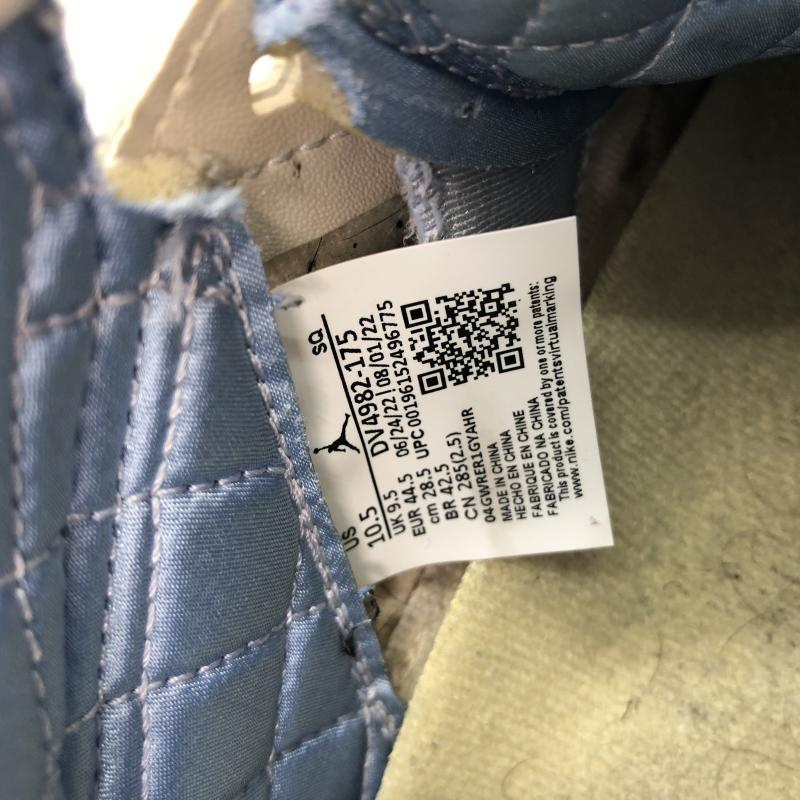 SQ
US
10.5 DV4982-175
UK 9.5 06/24/22 | 08/01/22
EUR 44.5 UPC 00196152496775
cm 28.5
BR 42.5
CN 285(2.5)
04GWRER1GYAHR
MADE IN CHINA
HECHO EN CHINA
FABRIQUE EN CHINE
FABRICADO NA CHINA
This product is covered by one or more patents:
www.nike.com/patentsvirtualmarking